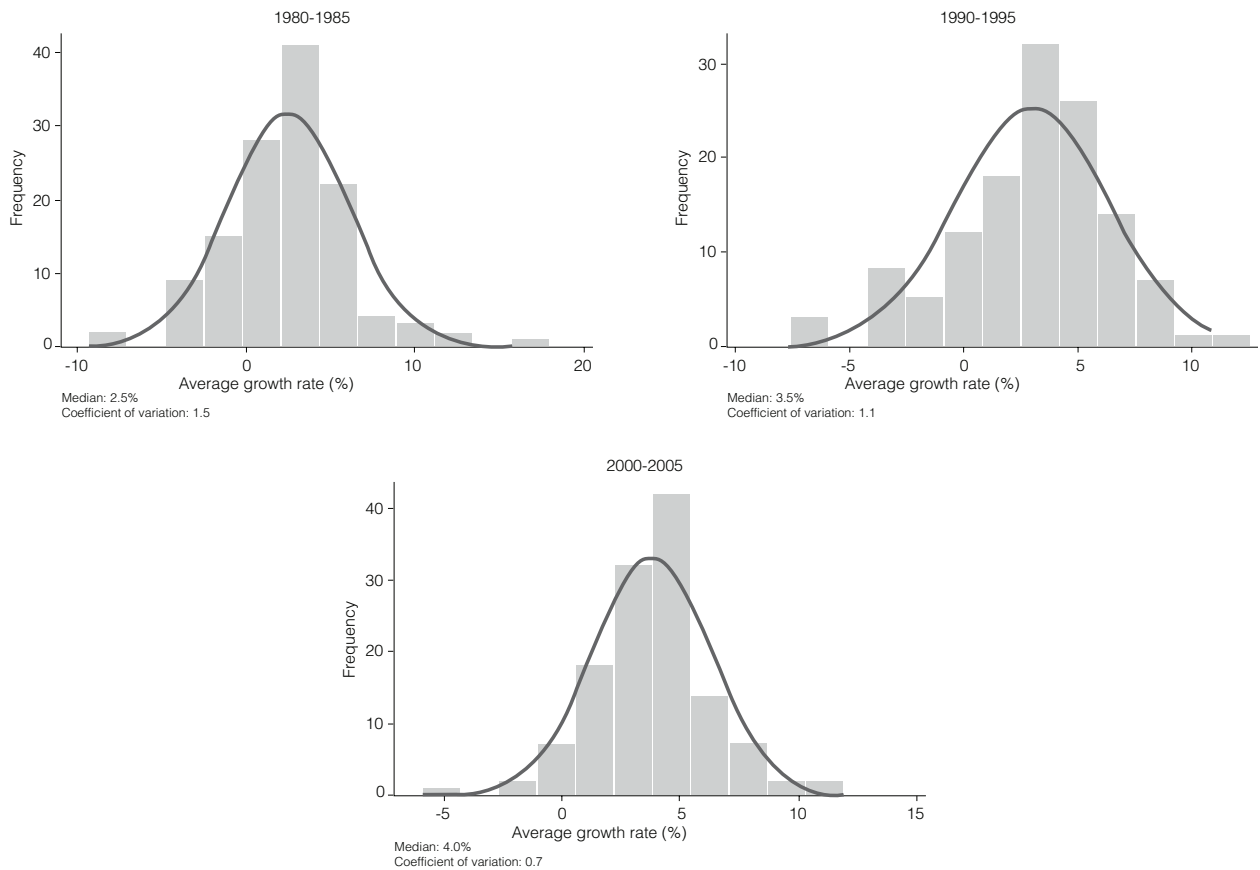 1980-1985
40
30
20
10
0
Frequency
-10 0 10 20
Average growth rate (%)
Median: 2.5%
Coefficient of variation: 1.5
1990-1995
30
20
10
0
Frequency
-10 -5 0 5 10
Average growth rate (%)
Median: 3.5%
Coefficient of variation: 1.1
2000-2005
40
30
20
10
0
Frequency
-5 0 5 10 15
Average growth rate (%)
Median: 4.0%
Coefficient of variation: 0.7